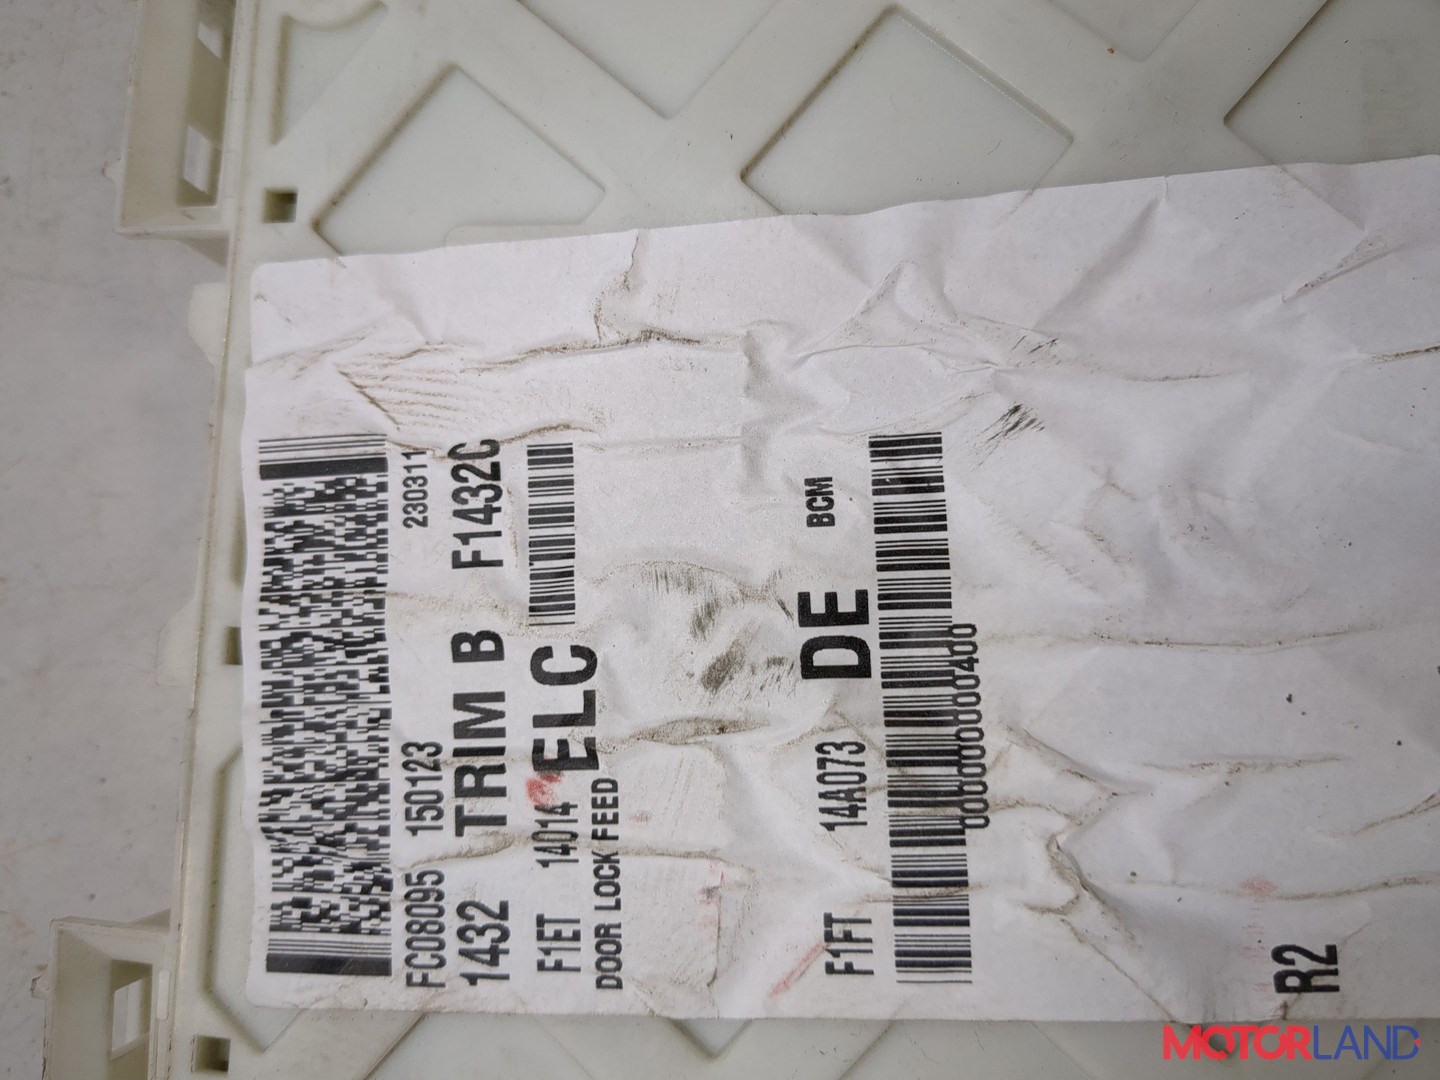 FC08095 150123 230311
1432 TRIM B F1432C
F1ET 14014 ELC
DOOR LOCK FEED
F1FT 14A073 DE BCM
R2
MOTORLAND